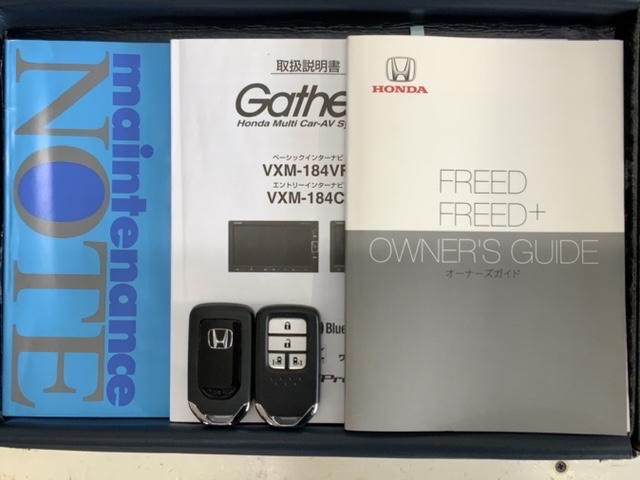 maintenance
NOTE
取扱説明書
Gathe
Honda Multi Car-AV Sy
ベーシックインターナビ
VXM-184VF
エントリーインターナビ
VXM-184C
Blue
HONDA
FREED
FREED+
OWNER'S GUIDE
オーナーズガイド